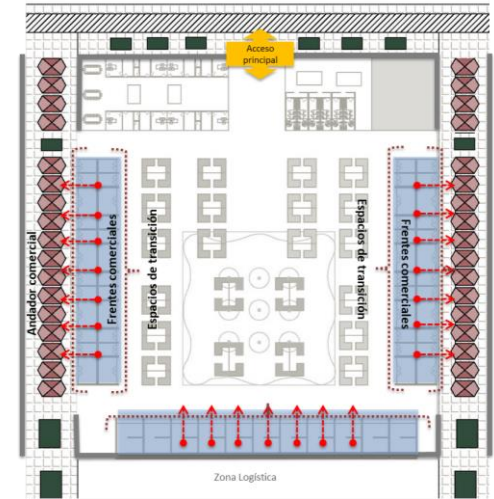 Acceso
principal
Andador comercial
Frentes comerciales
Espacios de transición
Espacios de transición
Frentes comerciales
Zona Logística